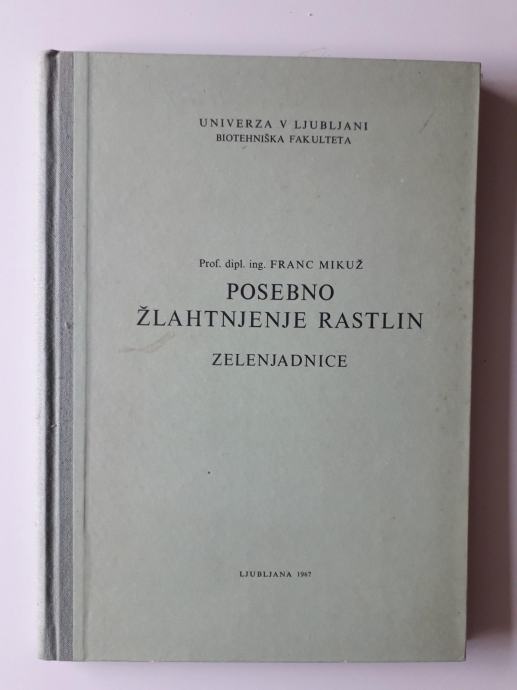 UNIVERZA V LJUBLJANI
BIOTEHNIŠKA FAKULTETA
Prof. dipl. ing. FRANC MIKUŽ
POSEBNO
ŽLAHTNJENJE RASTLIN
ZELENJADNICE
LJUBLJANA 1967